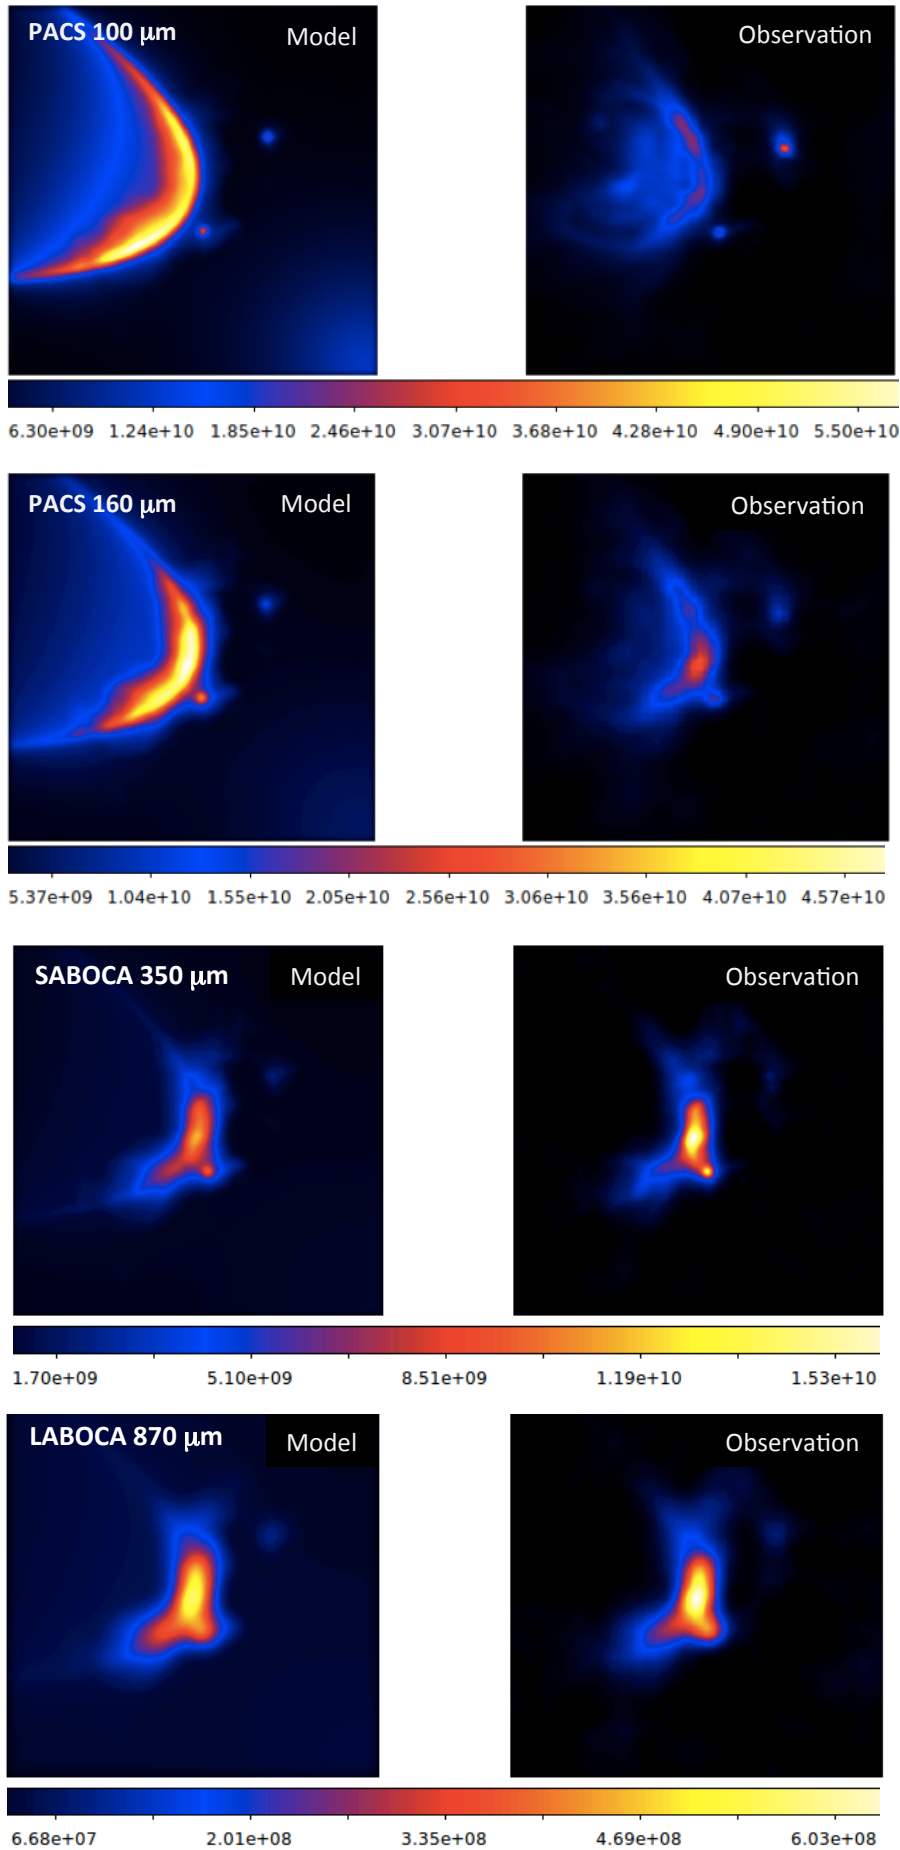 PACS 100 μm Model Observation
6.30e+09 1.24e+10 1.85e+10 2.46e+10 3.07e+10 3.68e+10 4.28e+10 4.90e+10 5.50e+10
PACS 160 μm Model Observation
5.37e+09 1.04e+10 1.55e+10 2.05e+10 2.56e+10 3.06e+10 3.56e+10 4.07e+10 4.57e+10
SABOCA 350 μm Model Observation
1.70e+09 5.10e+09 8.51e+09 1.19e+10 1.53e+10
LABOCA 870 μm Model Observation
6.68e+07 2.01e+08 3.35e+08 4.69e+08 6.03e+08